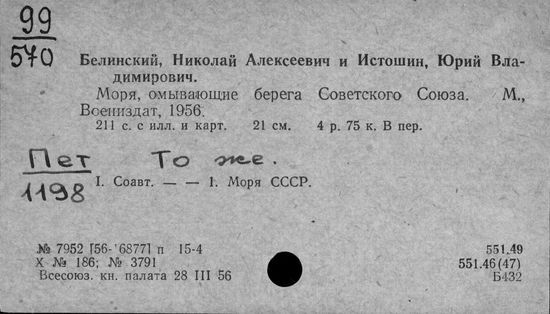 99
570
Белинский, Николай Алексеевич и Истошин, Юрий Вла-
димирович.
Моря, омывающие берега Советского Союза. М.,
Воениздат, 1956.
211 с. с илл. и карт. 21 см. 4 р. 75 к. В пер.
Пет То же.
1198
I. Соавт. — — 1. Моря СССР.
№ 7952 [56-6877] п 15-4 551.49
X № 186; № 3791 551.46(47)
Всесоюз. кн. палата 28 III 56 Б432